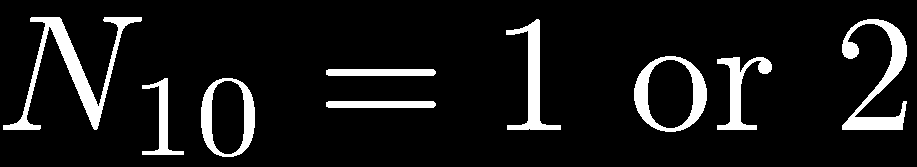 N₁₀ = 1 or 2